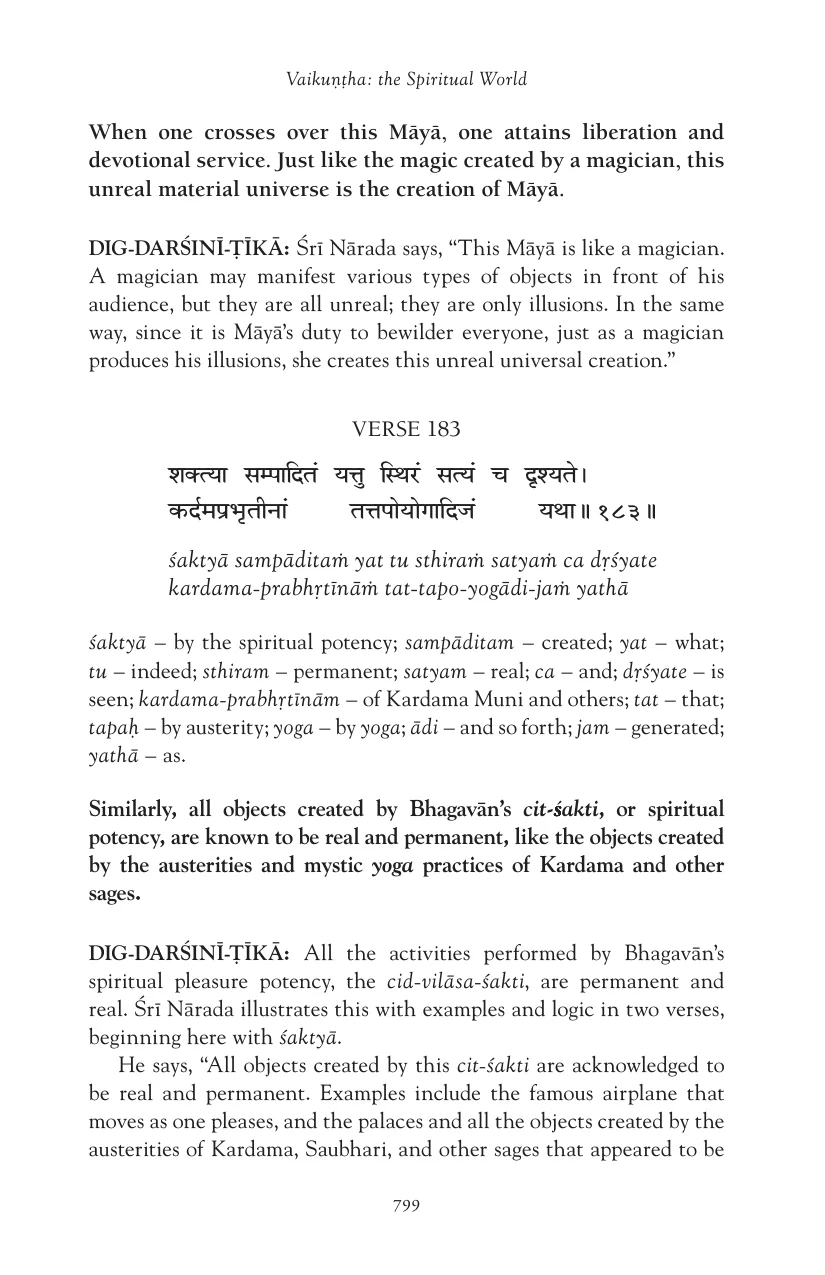 Vaikuṇṭha: the Spiritual World
When one crosses over this Māyā, one attains liberation and
devotional service. Just like the magic created by a magician, this
unreal material universe is the creation of Māyā.
DIG-DARŚINĪ-ṬĪKĀ: Śrī Nārada says, “This Māyā is like a magician.
A magician may manifest various types of objects in front of his
audience, but they are all unreal; they are only illusions. In the same
way, since it is Māyā’s duty to bewilder everyone, just as a magician
produces his illusions, she creates this unreal universal creation.”
VERSE 183
शक्त्या सम्पादितं यत्तु स्थिरं सत्यं च दृश्यते।
कर्दमप्रभृतीनां तत्तपोयोगादिजं यथा॥ १८३॥
śaktyā sampāditaṁ yat tu sthiraṁ satyaṁ ca dṛśyate
kardama-prabhṛtīnāṁ tat-tapo-yogādi-jaṁ yathā
śaktyā – by the spiritual potency; sampāditam – created; yat – what;
tu – indeed; sthiram – permanent; satyam – real; ca – and; dṛśyate – is
seen; kardama-prabhṛtīnām – of Kardama Muni and others; tat – that;
tapaḥ – by austerity; yoga – by yoga; ādi – and so forth; jam – generated;
yathā – as.
Similarly, all objects created by Bhagavān’s cit-śakti, or spiritual
potency, are known to be real and permanent, like the objects created
by the austerities and mystic yoga practices of Kardama and other
sages.
DIG-DARŚINĪ-ṬĪKĀ: All the activities performed by Bhagavān’s
spiritual pleasure potency, the cid-vilāsa-śakti, are permanent and
real. Śrī Nārada illustrates this with examples and logic in two verses,
beginning here with śaktyā.
He says, “All objects created by this cit-śakti are acknowledged to
be real and permanent. Examples include the famous airplane that
moves as one pleases, and the palaces and all the objects created by the
austerities of Kardama, Saubhari, and other sages that appeared to be
799